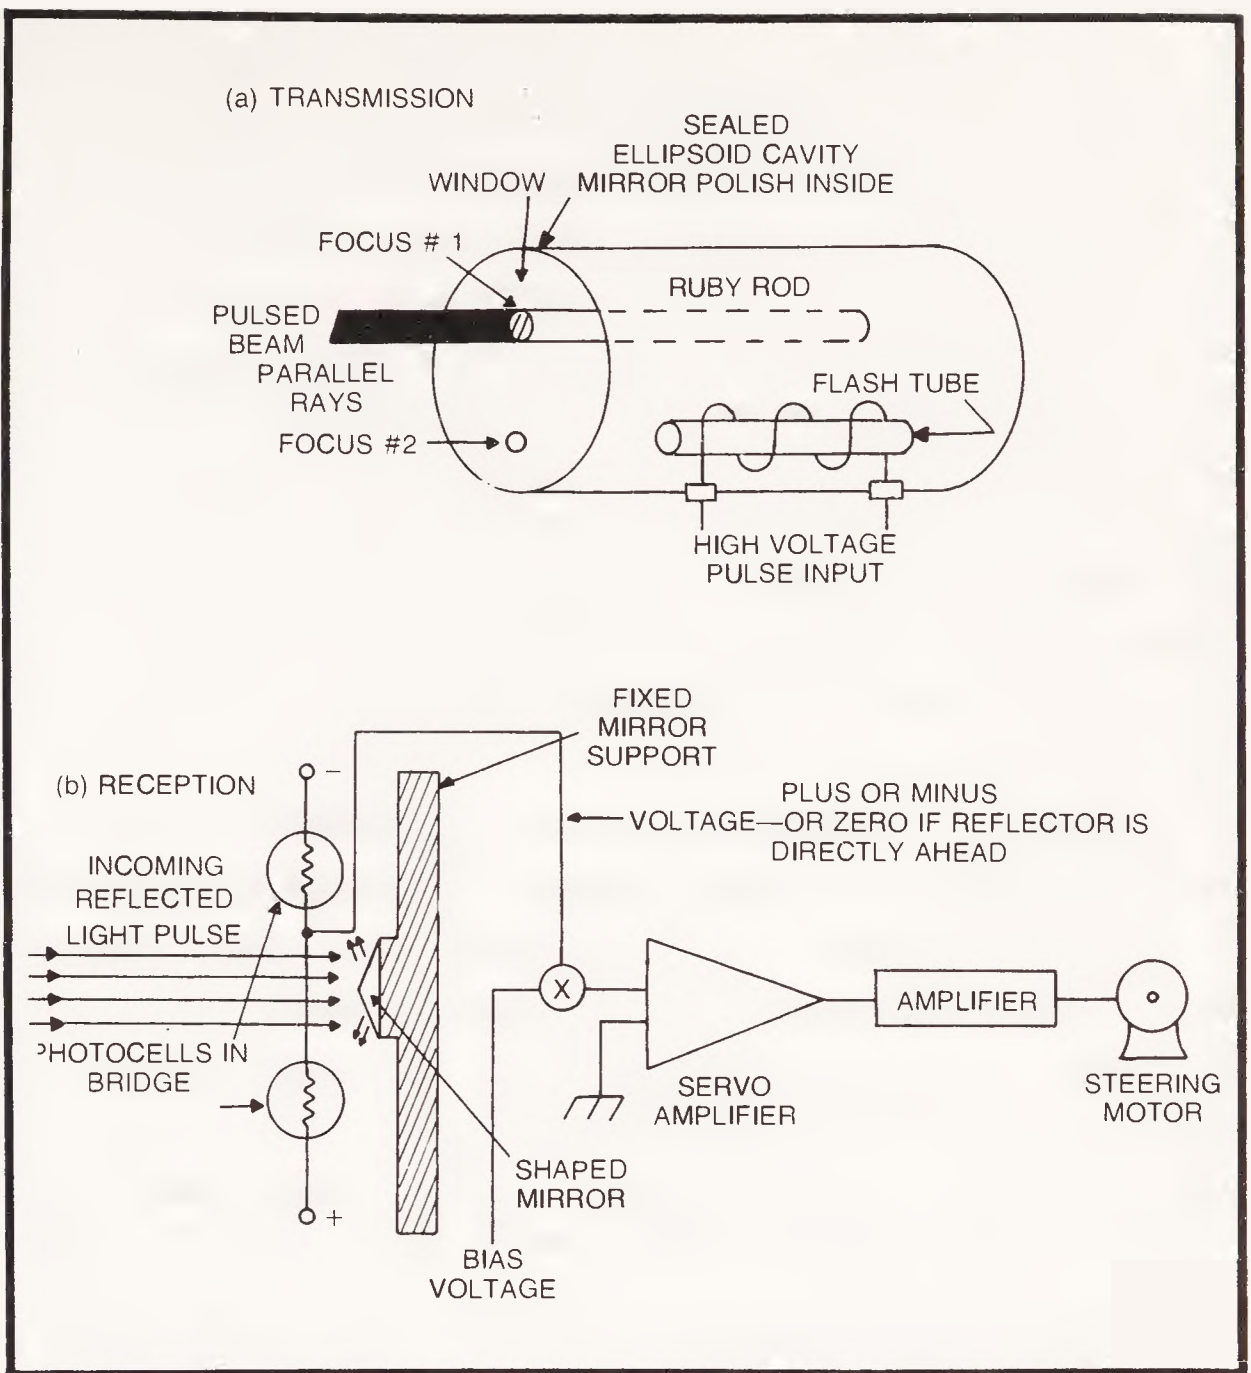 (a) TRANSMISSION
SEALED
ELLIPSOID CAVITY
MIRROR POLISH INSIDE
WINDOW
FOCUS # 1
RUBY ROD
PULSED
BEAM
PARALLEL
RAYS
FLASH TUBE
FOCUS #2
HIGH VOLTAGE
PULSE INPUT
FIXED
MIRROR
SUPPORT
(b) RECEPTION
−
PLUS OR MINUS
VOLTAGE—OR ZERO IF REFLECTOR IS
DIRECTLY AHEAD
INCOMING
REFLECTED
LIGHT PULSE
X
AMPLIFIER
PHOTOCELLS IN
BRIDGE
SERVO
AMPLIFIER
STEERING
MOTOR
SHAPED
MIRROR
+
BIAS
VOLTAGE